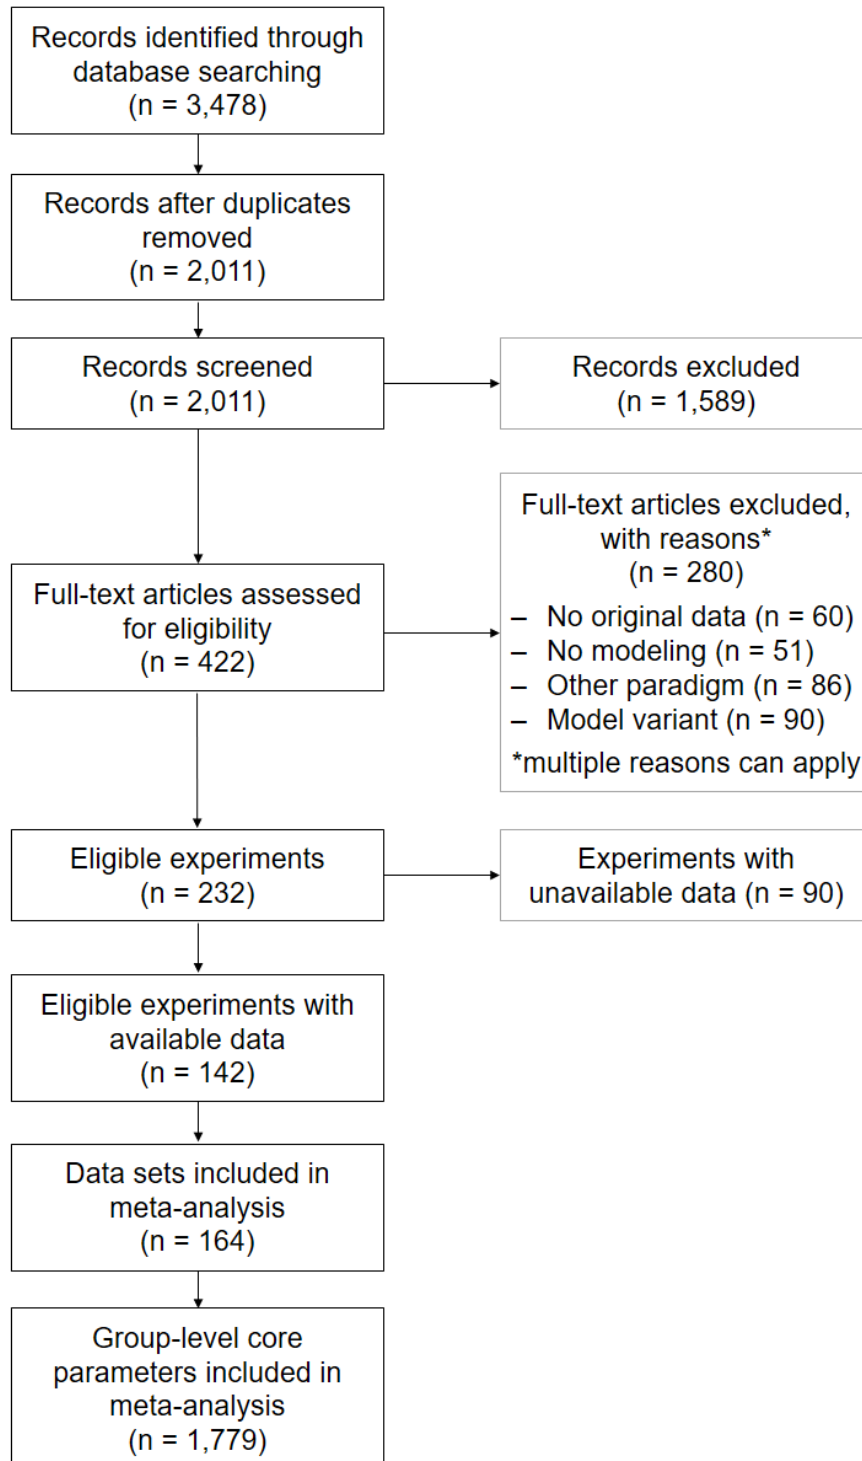 Records identified through
database searching
(n = 3,478)
Records after duplicates
removed
(n = 2,011)
Records screened
(n = 2,011)
Records excluded
(n = 1,589)
Full-text articles assessed
for eligibility
(n = 422)
Full-text articles excluded,
with reasons*
(n = 280)
– No original data (n = 60)
– No modeling (n = 51)
– Other paradigm (n = 86)
– Model variant (n = 90)
*multiple reasons can apply
Eligible experiments
(n = 232)
Experiments with
unavailable data (n = 90)
Eligible experiments with
available data
(n = 142)
Data sets included in
meta-analysis
(n = 164)
Group-level core
parameters included in
meta-analysis
(n = 1,779)